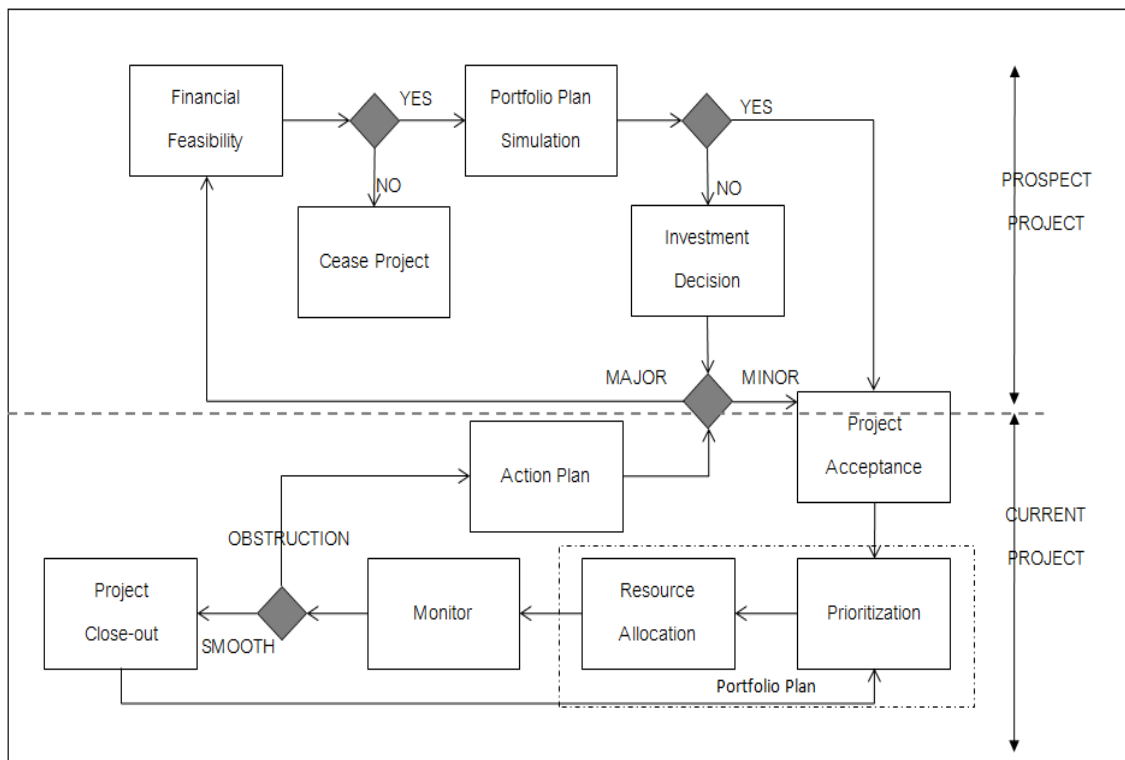 Financial
Feasibility
YES
Portfolio Plan
Simulation
YES
NO
Cease Project
NO
Investment
Decision
PROSPECT
PROJECT
MAJOR
MINOR
Project
Acceptance
Action Plan
CURRENT
PROJECT
OBSTRUCTION
Project
Close-out
SMOOTH
Monitor
Resource
Allocation
Prioritization
Portfolio Plan